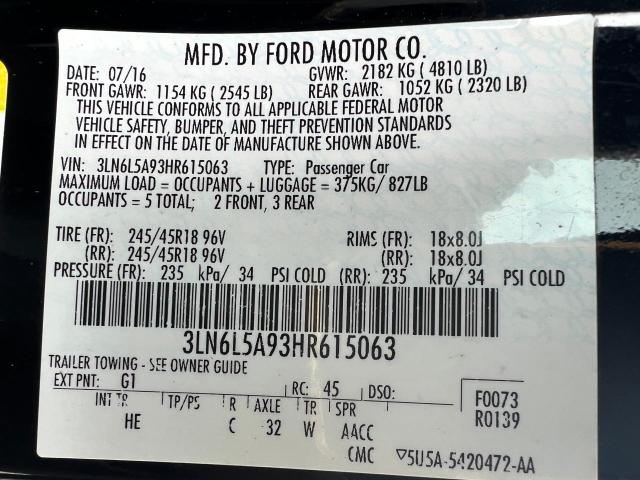 MFD. BY FORD MOTOR CO.
DATE: 07/16 GVWR: 2182 KG ( 4810 LB)
FRONT GAWR: 1154 KG ( 2545 LB) REAR GAWR: 1052 KG ( 2320 LB)
THIS VEHICLE CONFORMS TO ALL APPLICABLE FEDERAL MOTOR
VEHICLE SAFETY, BUMPER, AND THEFT PREVENTION STANDARDS
IN EFFECT ON THE DATE OF MANUFACTURE SHOWN ABOVE.
VIN: 3LN6L5A93HR615063 TYPE: Passenger Car
MAXIMUM LOAD = OCCUPANTS + LUGGAGE = 375KG/ 827LB
OCCUPANTS = 5 TOTAL; 2 FRONT, 3 REAR
TIRE (FR): 245/45R18 96V RIMS (FR): 18x8.0J
(RR): 245/45R18 96V (RR): 18x8.0J
PRESSURE (FR): 235 kPa/ 34 PSI COLD (RR): 235 kPa/ 34 PSI COLD
3LN6L5A93HR615063
TRAILER TOWING - SEE OWNER GUIDE
EXT PNT: G1 RC: 45 DSO: F0073
INT TR TP/PS R AXLE TR SPR R0139
HE C 32 W AACC
CMC ▽5U5A-5420472-AA